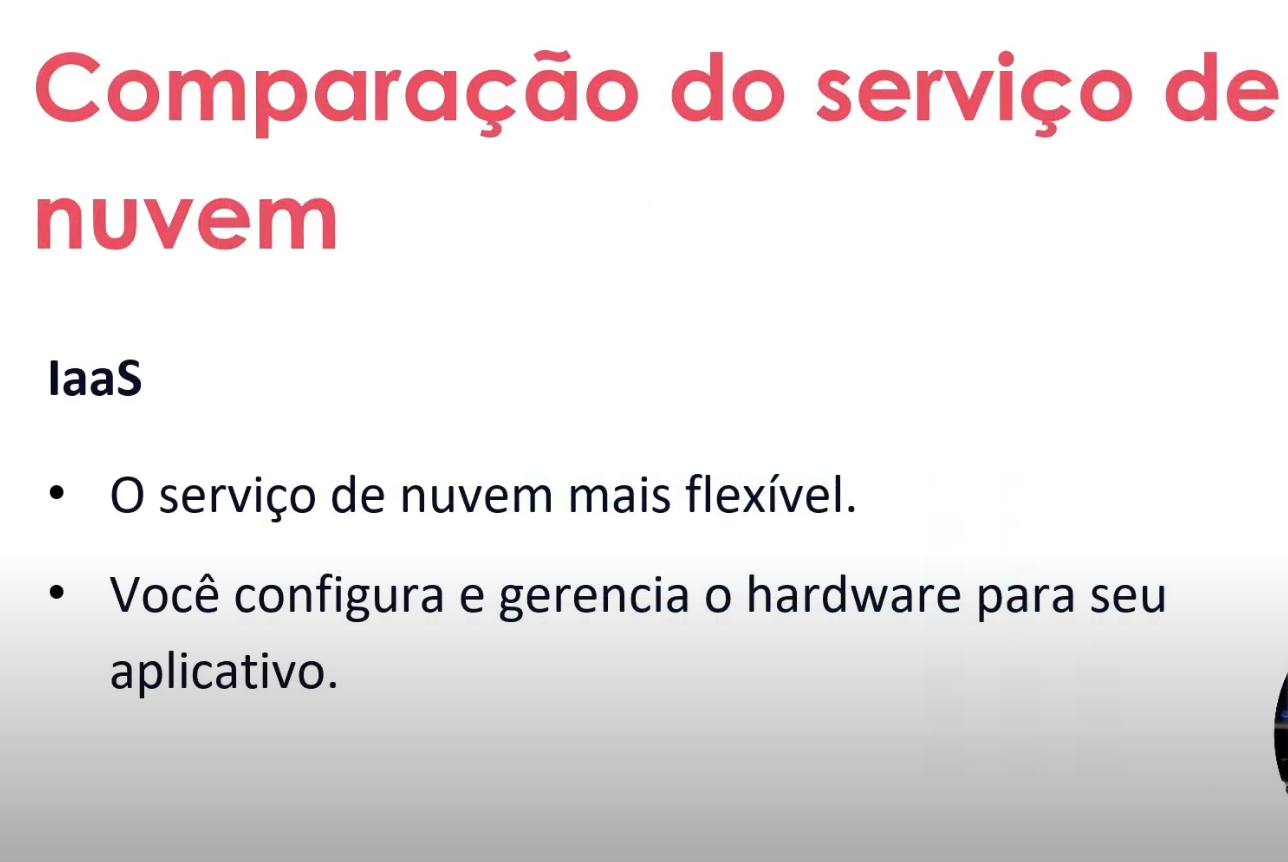 Comparação do serviço de
nuvem
IaaS
• O serviço de nuvem mais flexível.
• Você configura e gerencia o hardware para seu
aplicativo.